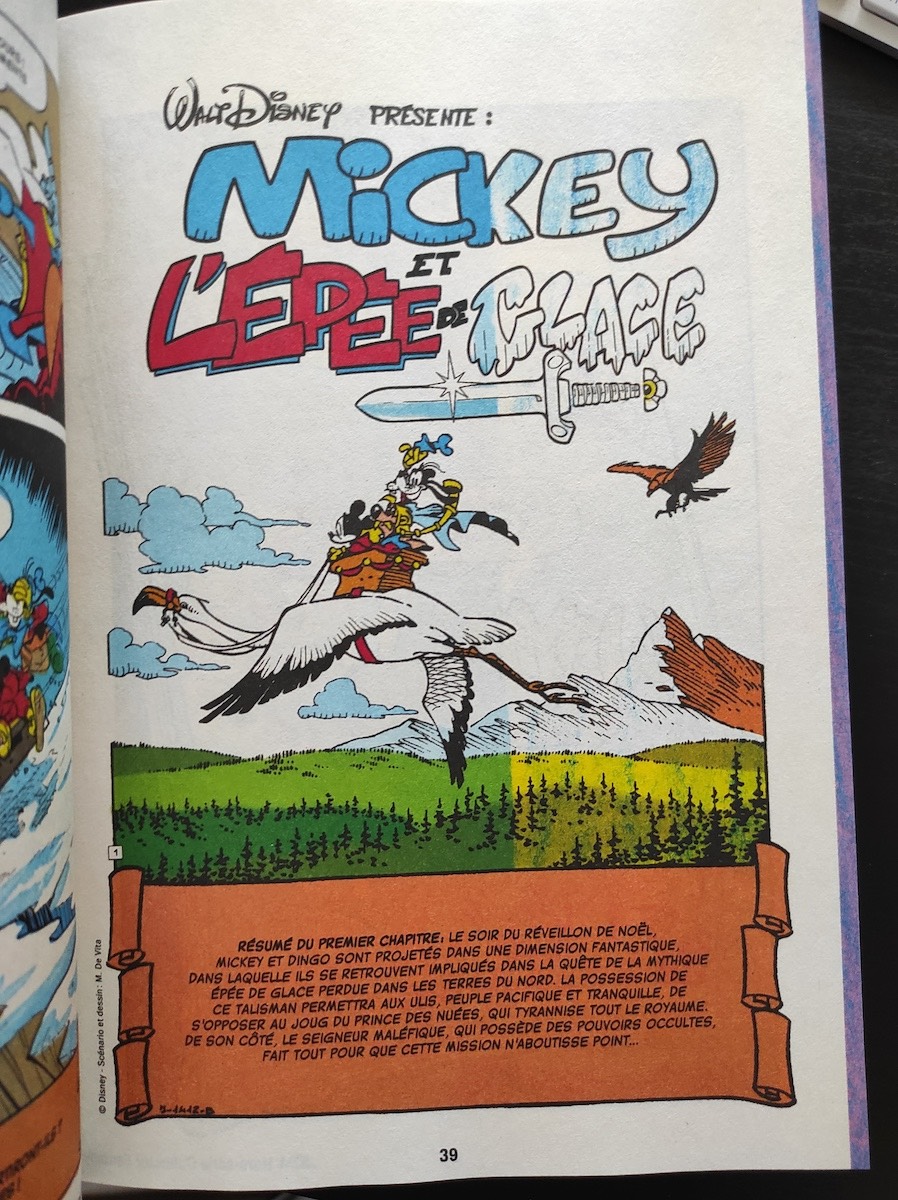 WALT DISNEY PRÉSENTE :
MICKEY
ET
L'ÉPÉE DE GLACE
1
RÉSUMÉ DU PREMIER CHAPITRE: LE SOIR DU RÉVEILLON DE NOËL,
MICKEY ET DINGO SONT PROJETÉS DANS UNE DIMENSION FANTASTIQUE,
DANS LAQUELLE ILS SE RETROUVENT IMPLIQUÉS DANS LA QUÊTE DE LA MYTHIQUE
ÉPÉE DE GLACE PERDUE DANS LES TERRES DU NORD. LA POSSESSION DE
CE TALISMAN PERMETTRA AUX ULIS, PEUPLE PACIFIQUE ET TRANQUILLE, DE
S'OPPOSER AU JOUG DU PRINCE DES NUÉES, QUI TYRANNISE TOUT LE ROYAUME.
DE SON CÔTÉ, LE SEIGNEUR MALÉFIQUE, QUI POSSÈDE DES POUVOIRS OCCULTES,
FAIT TOUT POUR QUE CETTE MISSION N'ABOUTISSE POINT...
© Disney - Scénario et dessin : M. De Vita
1-1412-B
39